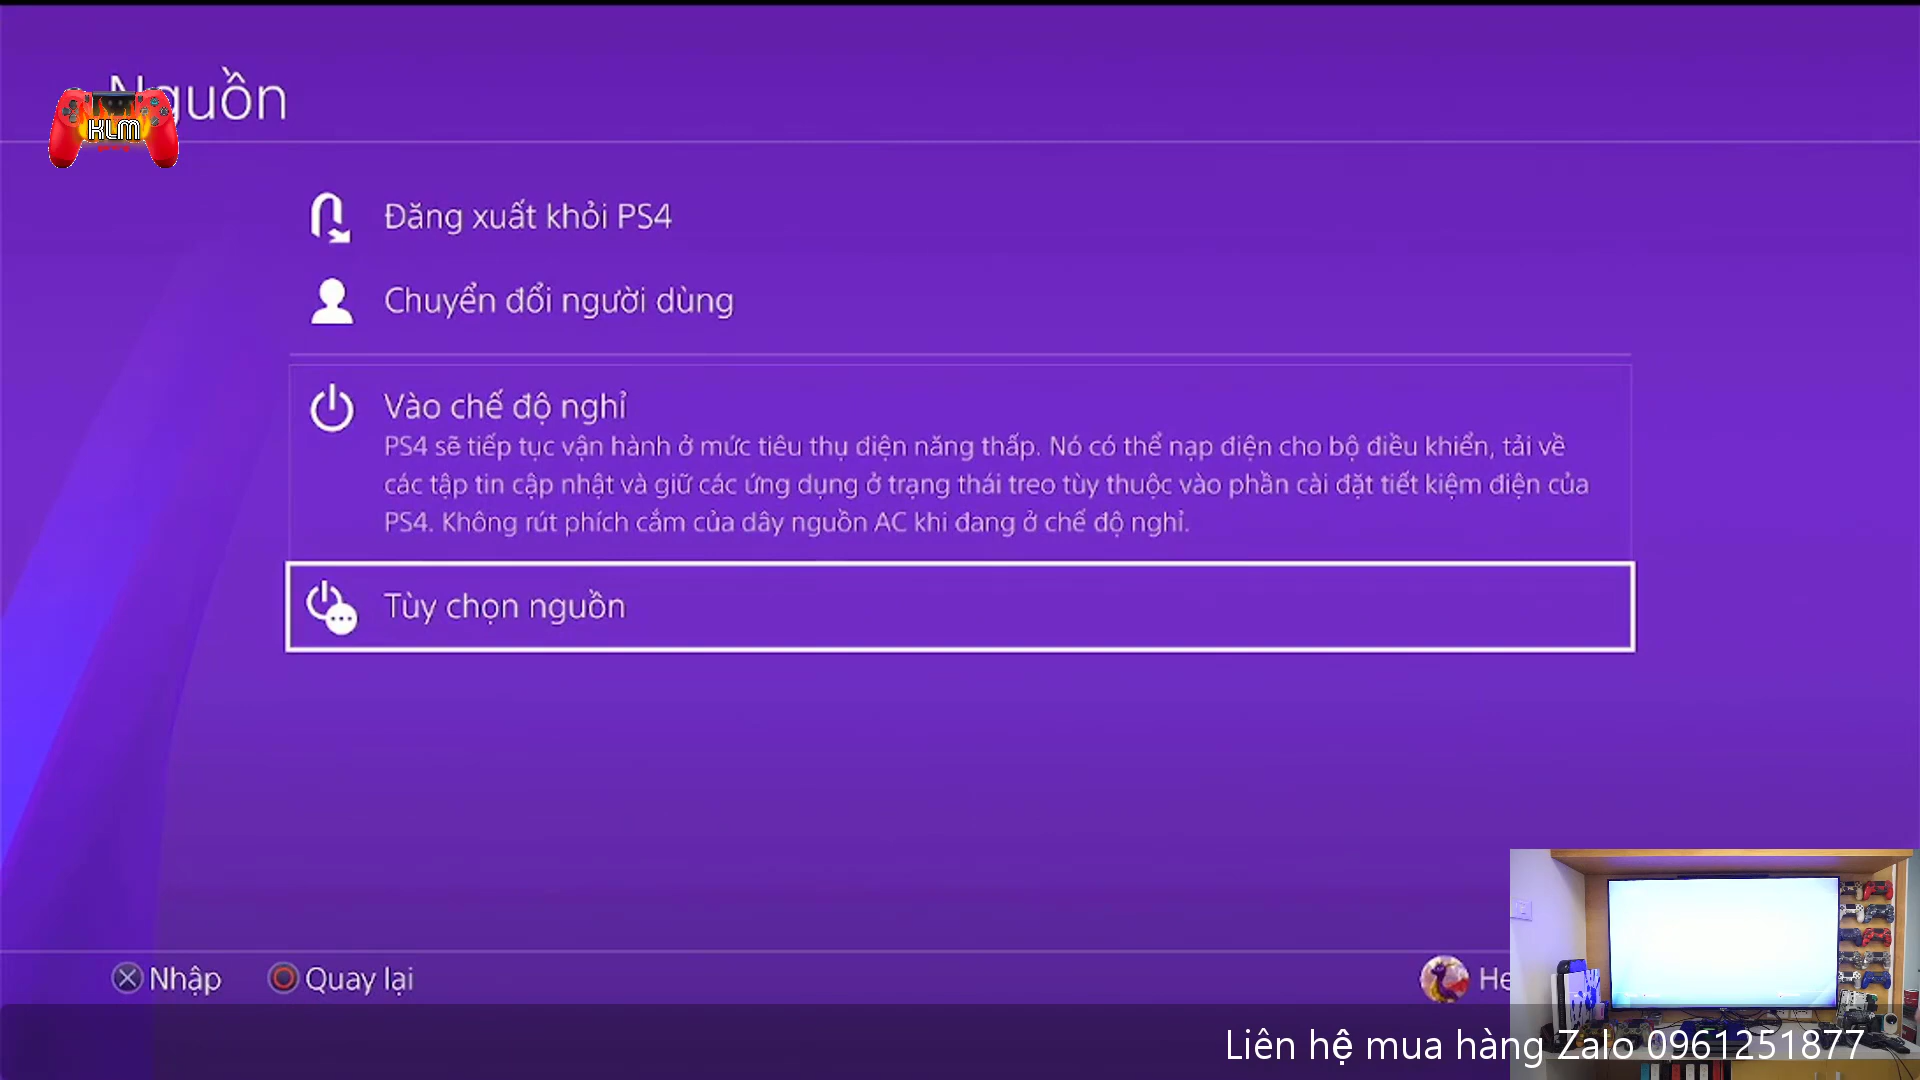 Nguồn
KLM
Đăng xuất khỏi PS4
Chuyển đổi người dùng
Vào chế độ nghỉ
PS4 sẽ tiếp tục vận hành ở mức tiêu thụ điện năng thấp. Nó có thể nạp điện cho bộ điều khiển, tải về
các tập tin cập nhật và giữ các ứng dụng ở trạng thái treo tùy thuộc vào phần cài đặt tiết kiệm điện của
PS4. Không rút phích cắm của dây nguồn AC khi đang ở chế độ nghỉ.
Tùy chọn nguồn
Nhập
Quay lại
Liên hệ mua hàng Zalo 0961251877